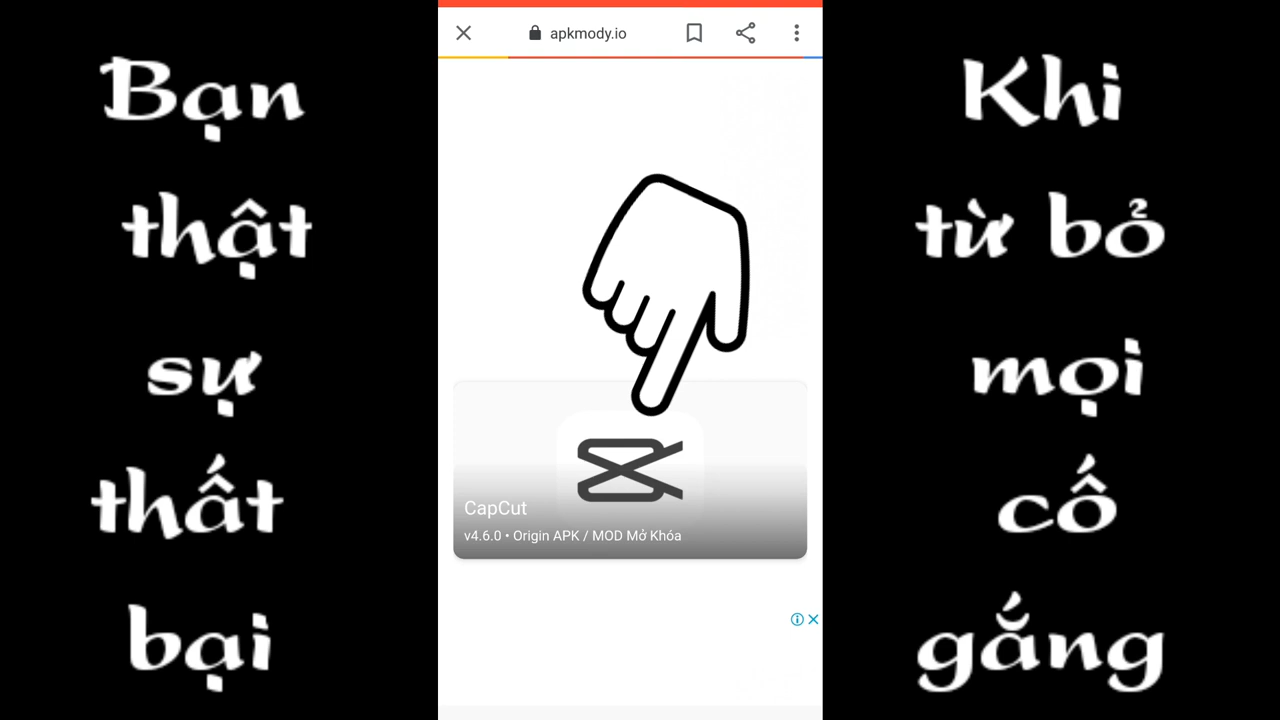 Bạn
thật
sự
thất
bại
apkmody.io
CapCut
v4.6.0 • Origin APK / MOD Mở Khóa
Khi
từ bỏ
mọi
cố
gắng